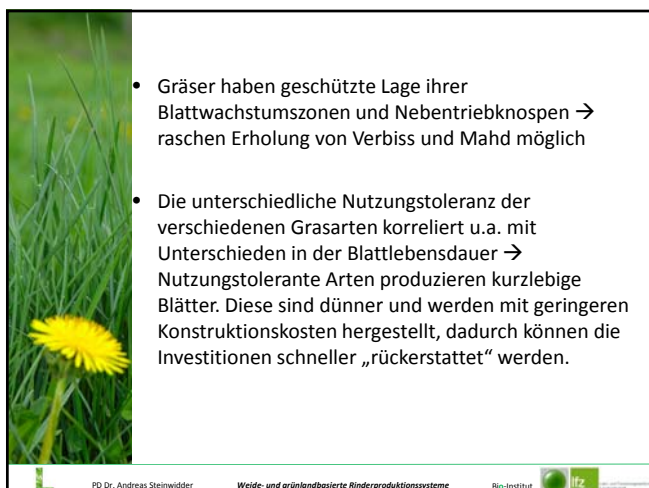 • Gräser haben geschützte Lage ihrer
Blattwachstumszonen und Nebentriebknospen →
raschen Erholung von Verbiss und Mahd möglich
• Die unterschiedliche Nutzungstoleranz der
verschiedenen Grasarten korreliert u.a. mit
Unterschieden in der Blattlebensdauer →
Nutzungstolerante Arten produzieren kurzlebige
Blätter. Diese sind dünner und werden mit geringeren
Konstruktionskosten hergestellt, dadurch können die
Investitionen schneller „rückerstattet“ werden.
PD Dr. Andreas Steinwidder Weide- und grünlandbasierte Rinderproduktionssysteme Bio-Institut lfz